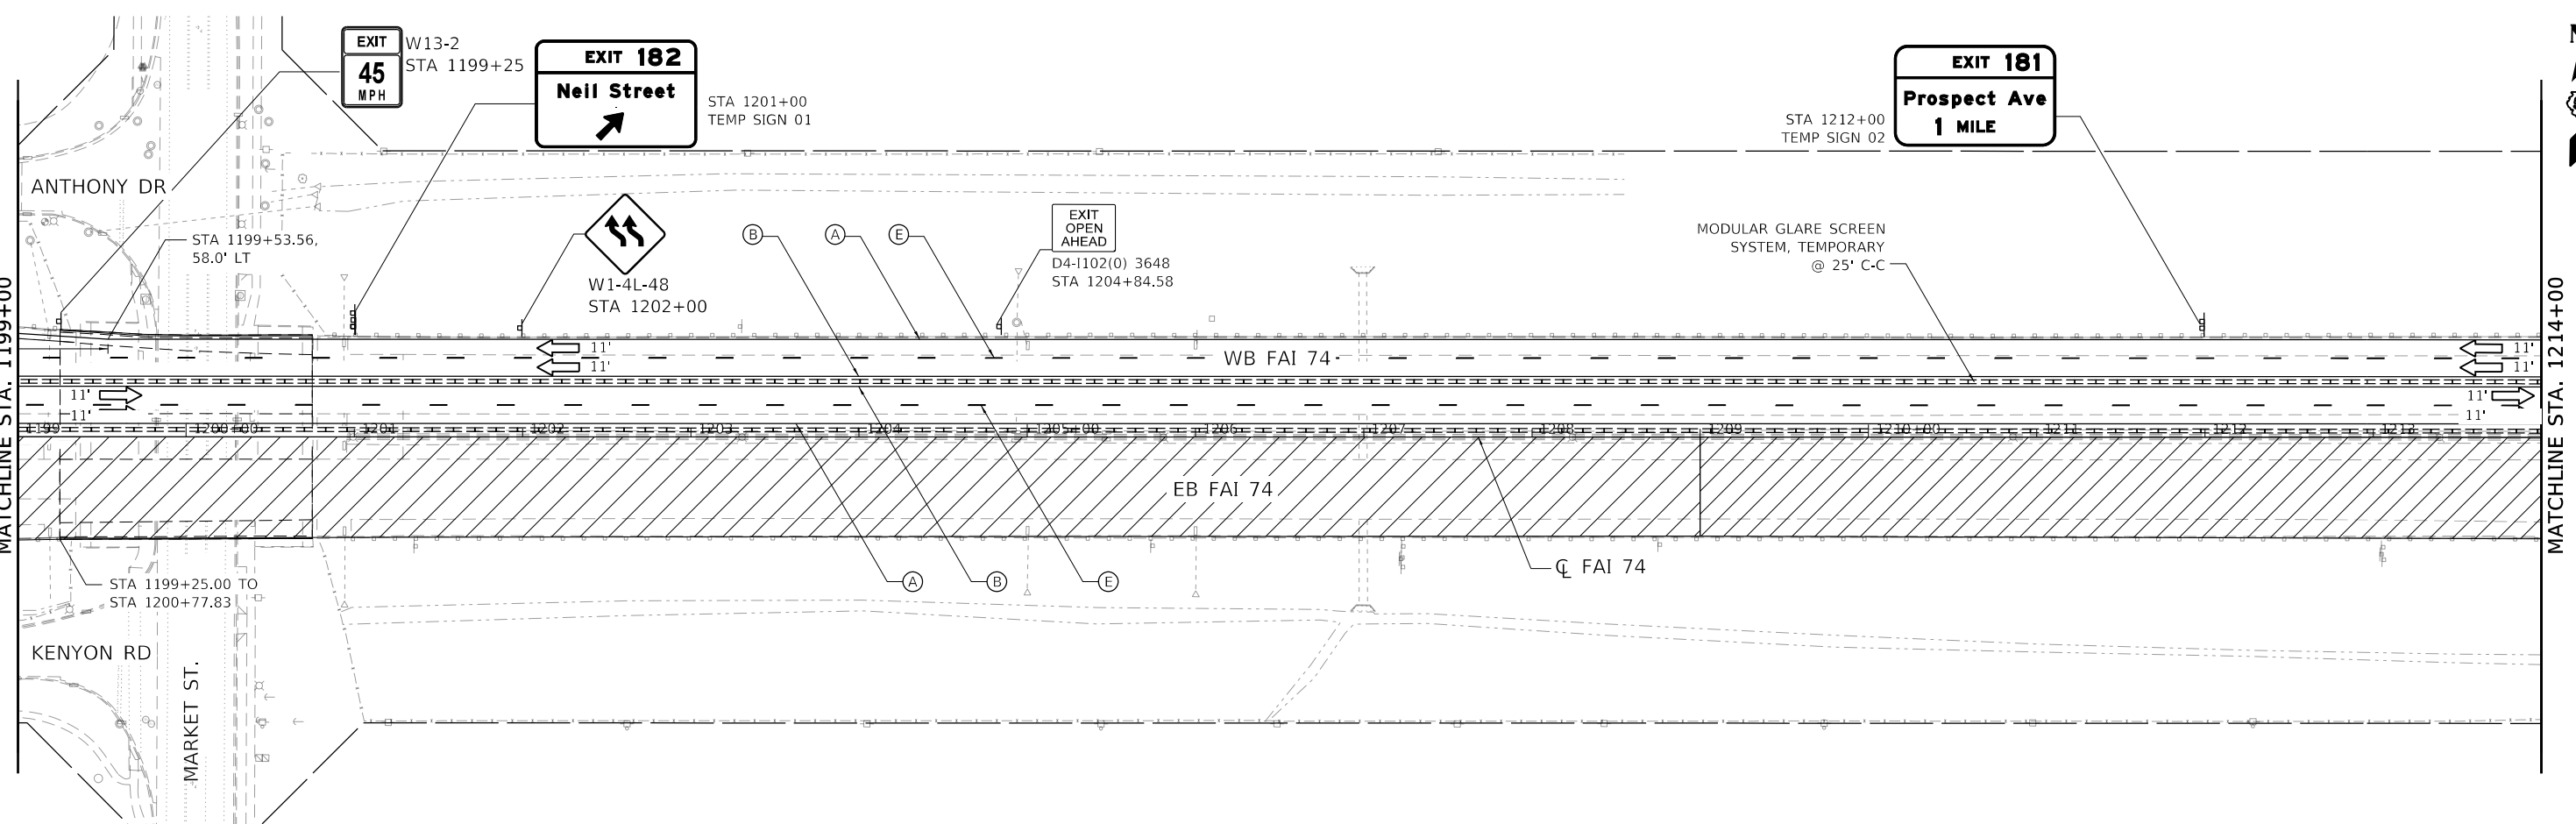 EXIT
45
MPH
W13-2
STA 1199+25
EXIT 182
Neil Street
STA 1201+00
TEMP SIGN 01
EXIT 181
Prospect Ave
1 MILE
STA 1212+00
TEMP SIGN 02
ANTHONY DR
STA 1199+53.56,
58.0' LT
W1-4L-48
STA 1202+00
B
A
E
EXIT
OPEN
AHEAD
D4-I102(0) 3648
STA 1204+84.58
MODULAR GLARE SCREEN
SYSTEM, TEMPORARY
@ 25' C-C
MATCHLINE STA. 1199+00
MATCHLINE STA. 1214+00
11'
11'
WB FAI 74
11'
11'
11'
11'
11'
11'
1199
1200+00
1201
1202
1203
1204
1205+00
1206
1207
1208
1209
1210+00
1211
1212
1213
EB FAI 74
STA 1199+25.00 TO
STA 1200+77.83
A
B
E
℄ FAI 74
KENYON RD
MARKET ST.